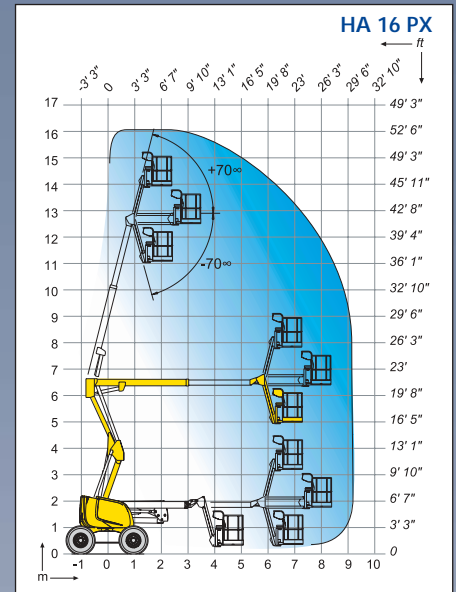 HA 16 PX
ft
-3' 3" 0 3' 3" 6' 7" 9' 10" 13' 1" 16' 5" 19' 8" 23' 26' 3" 29' 6" 32' 10"
17 49' 3"
16 52' 6"
15 49' 3"
14 45' 11"
+70∞
13 42' 8"
12 39' 4"
11 36' 1"
-70∞
10 32' 10"
9 29' 6"
8 26' 3"
7 23'
6 19' 8"
5 16' 5"
4 13' 1"
3 9' 10"
2 6' 7"
1 3' 3"
0 0
-1 0 1 2 3 4 5 6 7 8 9 10
m